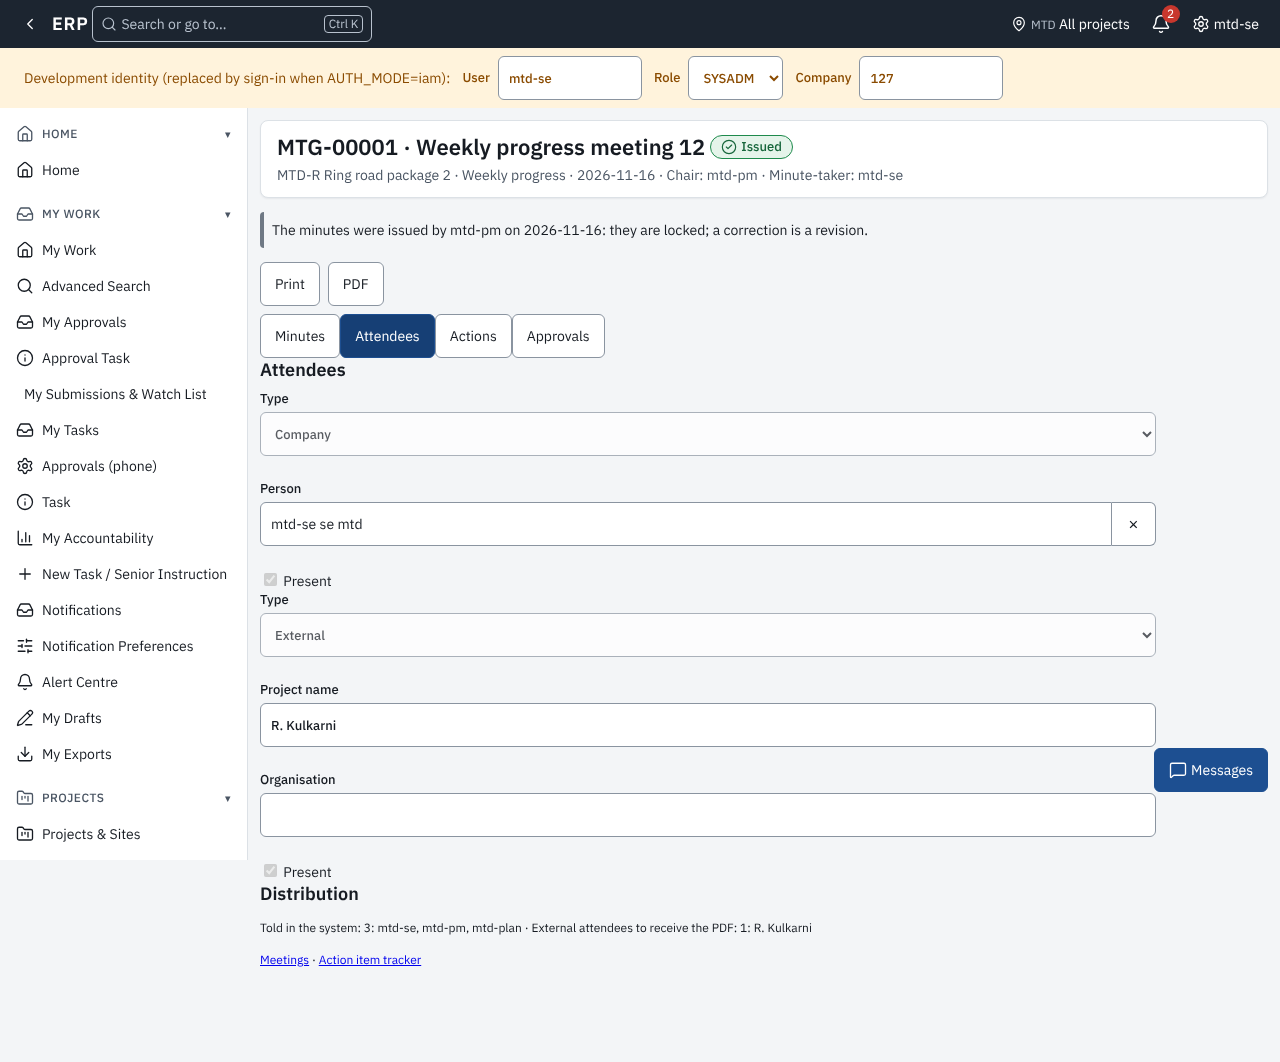 ERP
Search or go to...
Ctrl K
MTD All projects
2
mtd-se
Development identity (replaced by sign-in when AUTH_MODE=iam):
User
mtd-se
Role
SYSADM
Company
127
HOME
Home
MY WORK
My Work
Advanced Search
My Approvals
Approval Task
My Submissions & Watch List
My Tasks
Approvals (phone)
Task
My Accountability
New Task / Senior Instruction
Notifications
Notification Preferences
Alert Centre
My Drafts
My Exports
PROJECTS
Projects & Sites
MTG-00001 · Weekly progress meeting 12
Issued
MTD-R Ring road package 2 · Weekly progress · 2026-11-16 · Chair: mtd-pm · Minute-taker: mtd-se
The minutes were issued by mtd-pm on 2026-11-16: they are locked; a correction is a revision.
Print
PDF
Minutes
Attendees
Actions
Approvals
Attendees
Type
Company
Person
mtd-se se mtd
×
Present
Type
External
Project name
R. Kulkarni
Organisation
Present
Messages
Distribution
Told in the system: 3: mtd-se, mtd-pm, mtd-plan · External attendees to receive the PDF: 1: R. Kulkarni
Meetings · Action item tracker